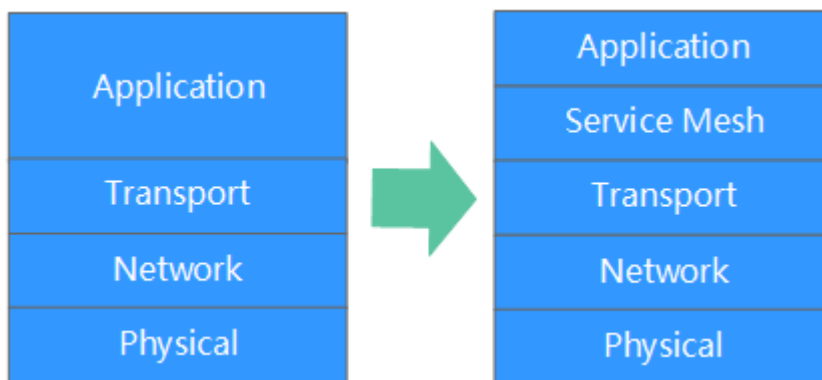 Application
Transport
Network
Physical
Application
Service Mesh
Transport
Network
Physical